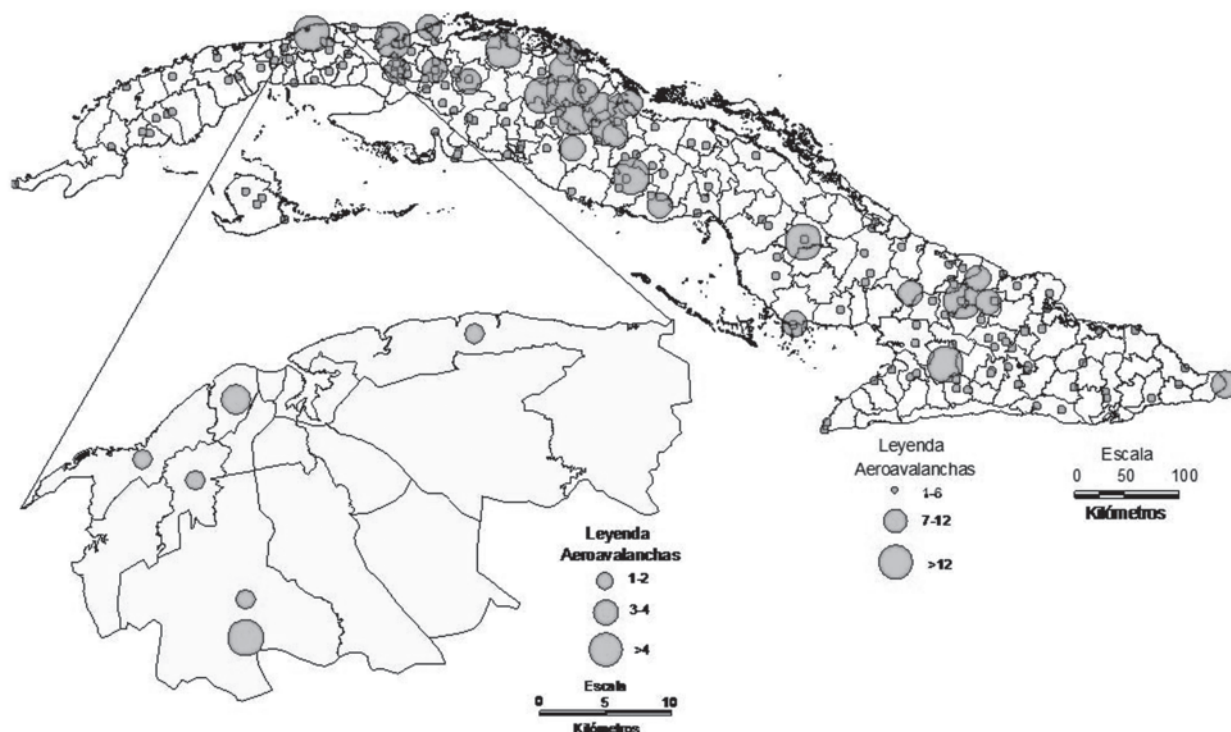 Leyenda
Aeroavalanchas
1-6
7-12
>12
Escala
0 50 100
Kilómetros
Leyenda
Aeroavalanchas
1-2
3-4
>4
Escala
0 5 10
Kilómetros